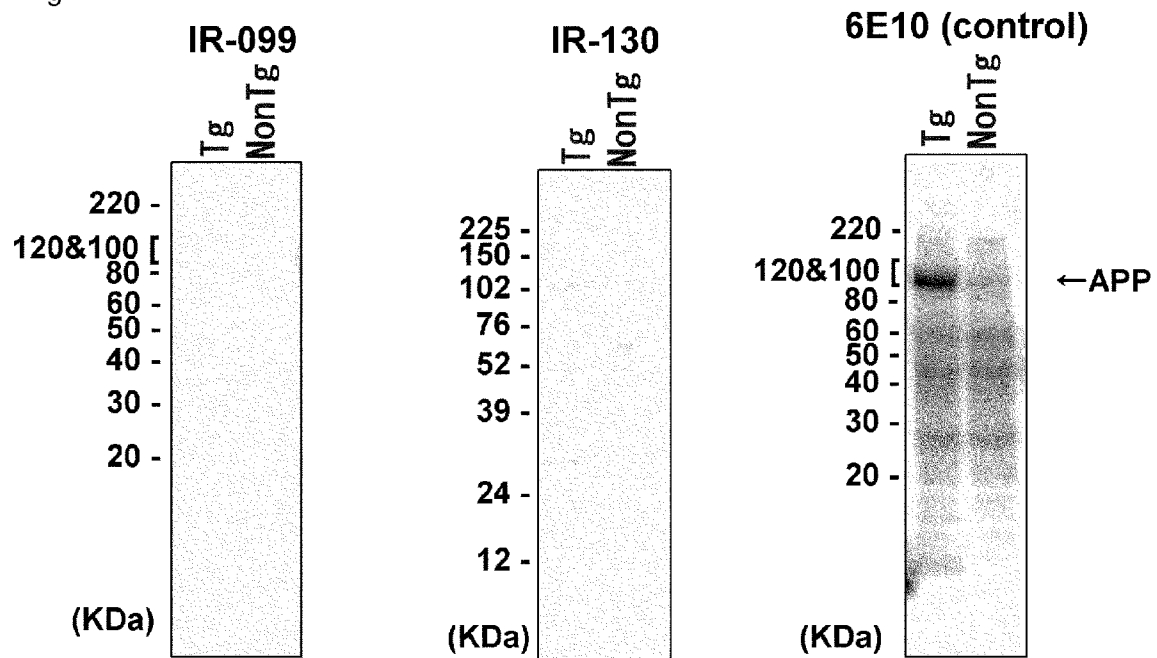 IR-099
Tg
NonTg
220 -
120&100 [
80 -
60 -
50 -
40 -
30 -
20 -
(KDa)
IR-130
Tg
NonTg
225 -
150 -
102 -
76 -
52 -
39 -
24 -
12 -
(KDa)
6E10 (control)
Tg
NonTg
220 -
120&100 [
80 -
60 -
50 -
40 -
30 -
20 -
(KDa)
←APP